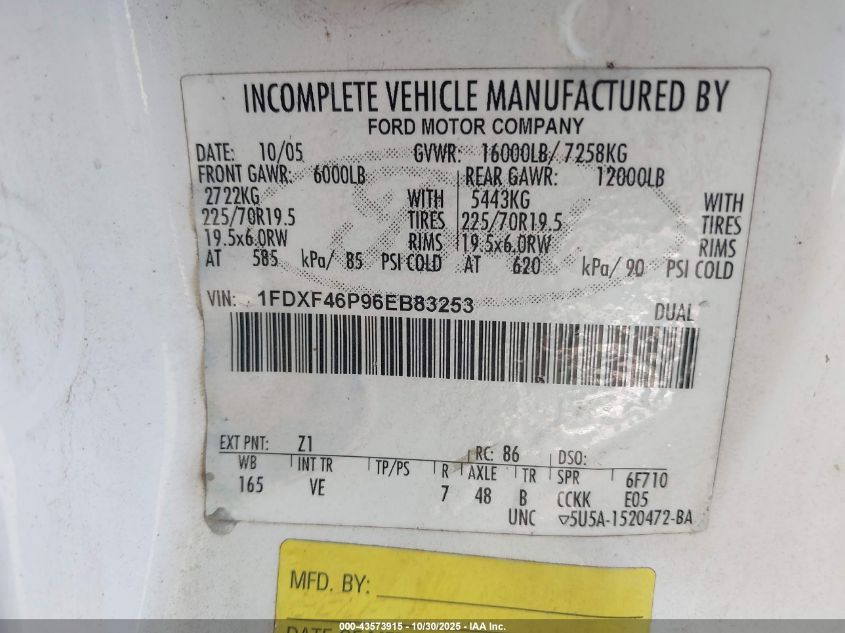 INCOMPLETE VEHICLE MANUFACTURED BY
FORD MOTOR COMPANY
DATE: 10/05 GVWR: 16000LB/ 7258KG
FRONT GAWR: 6000LB REAR GAWR: 12000LB
2722KG WITH 5443KG WITH
225/70R19.5 TIRES 225/70R19.5 TIRES
19.5x6.0RW RIMS 19.5x6.0RW RIMS
AT 585 kPa/ 85 PSI COLD AT 620 kPa/ 90 PSI COLD
VIN: 1FDXF46P96EB83253 DUAL
EXT PNT: Z1 RC: 86 DSO:
WB INT TR TP/PS R AXLE TR SPR 6F710
165 VE 7 48 B CCKK E05
UNC ▽5U5A-1520472-BA
MFD. BY:
00-43573915 - 10/30/2025 - IAA Inc.